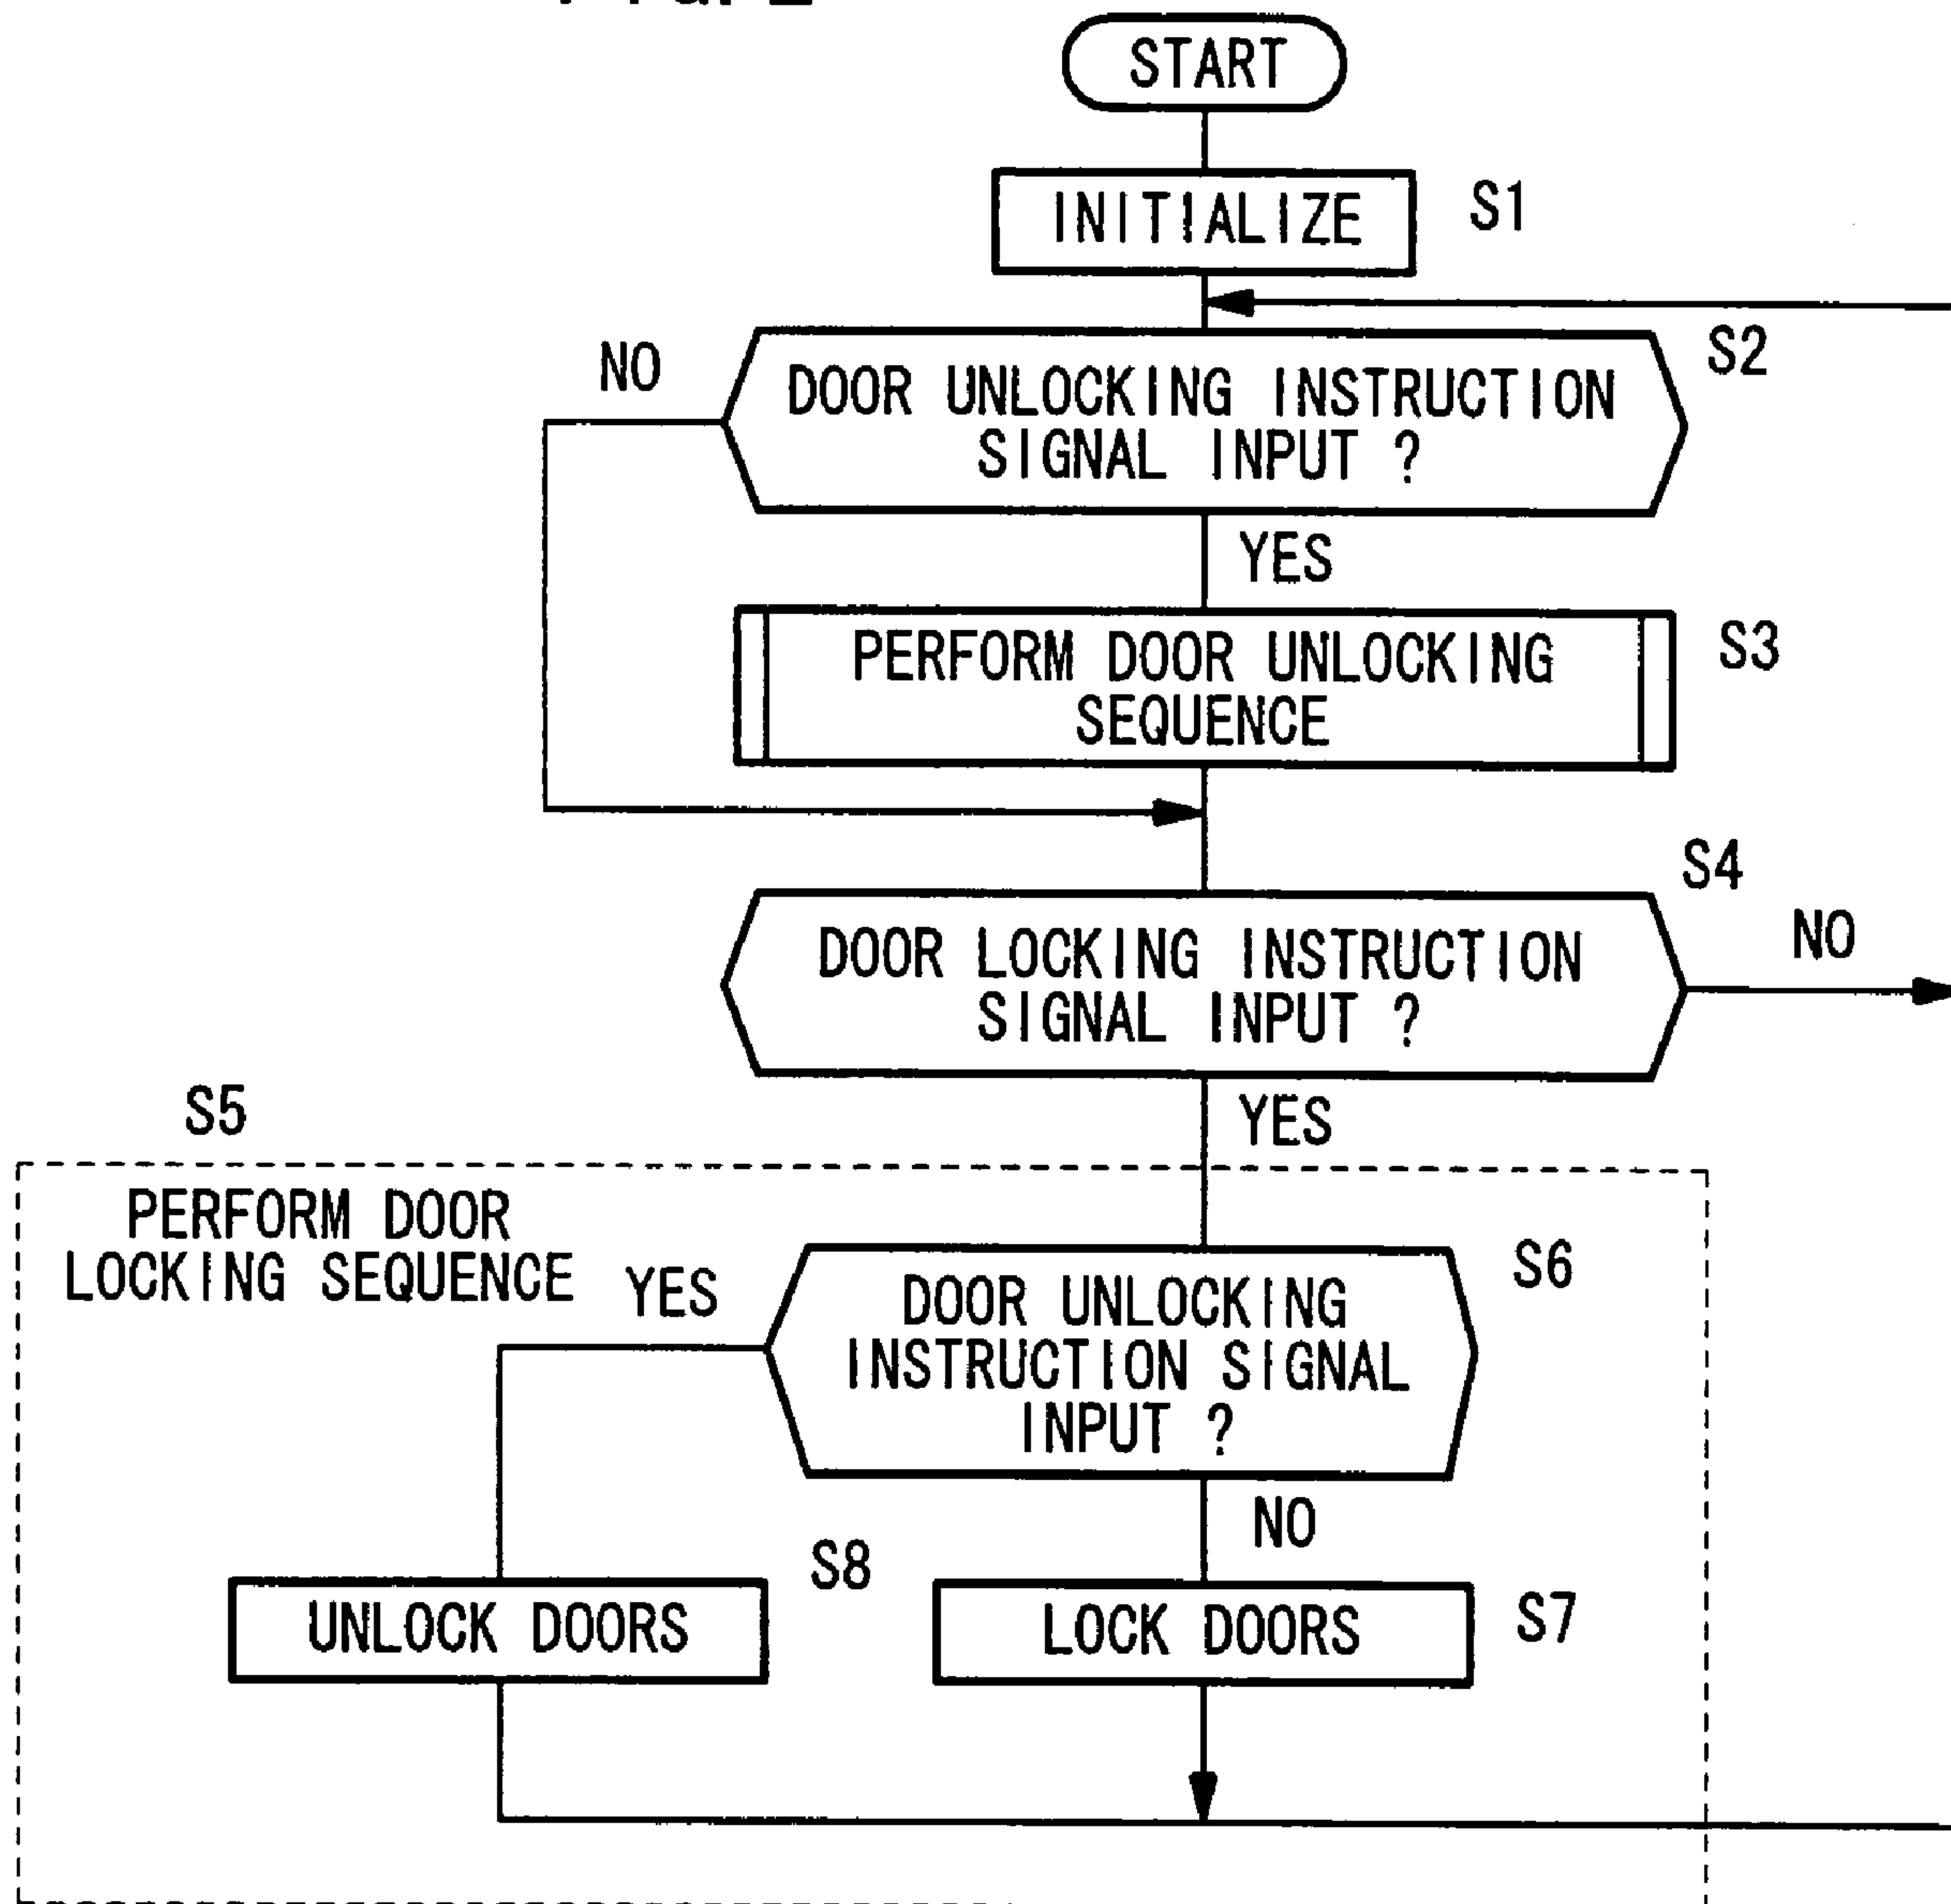 START
INITIALIZE
S1
S2
NO
DOOR UNLOCKING INSTRUCTION
SIGNAL INPUT ?
YES
PERFORM DOOR UNLOCKING
SEQUENCE
S3
S4
NO
DOOR LOCKING INSTRUCTION
SIGNAL INPUT ?
YES
S5
PERFORM DOOR
LOCKING SEQUENCE
YES
S6
DOOR UNLOCKING
INSTRUCTION SIGNAL
INPUT ?
NO
S8
UNLOCK DOORS
LOCK DOORS
S7